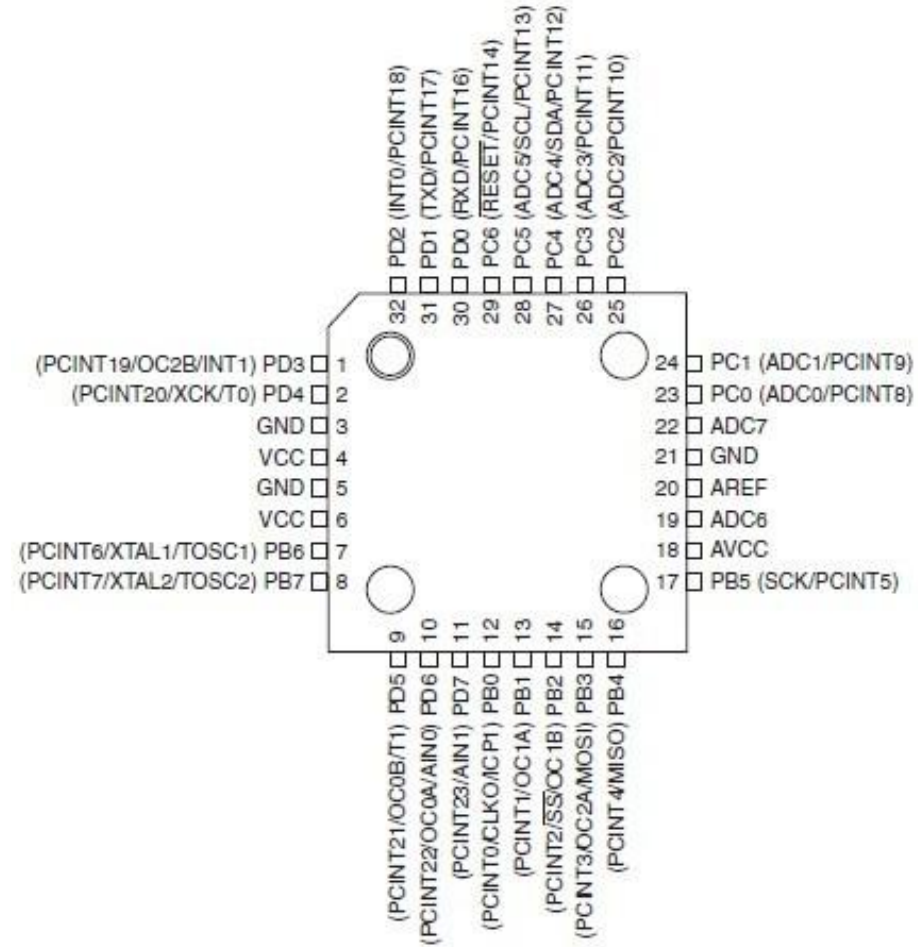 PD2 (INT0/PCINT18)
PD1 (TXD/PCINT17)
PD0 (RXD/PCINT16)
PC6 (RESET/PCINT14)
PC5 (ADC5/SCL/PCINT13)
PC4 (ADC4/SDA/PCINT12)
PC3 (ADC3/PCINT11)
PC2 (ADC2/PCINT10)
32
31
30
29
28
27
26
25
(PCINT19/OC2B/INT1) PD3 1
(PCINT20/XCK/T0) PD4 2
GND 3
VCC 4
GND 5
VCC 6
(PCINT6/XTAL1/TOSC1) PB6 7
(PCINT7/XTAL2/TOSC2) PB7 8
24 PC1 (ADC1/PCINT9)
23 PC0 (ADC0/PCINT8)
22 ADC7
21 GND
20 AREF
19 ADC6
18 AVCC
17 PB5 (SCK/PCINT5)
9
10
11
12
13
14
15
16
(PCINT21/OC0B/T1) PD5
(PCINT22/OC0A/AIN0) PD6
(PCINT23/AIN1) PD7
(PCINT0/CLKO/ICP1) PB0
(PCINT1/OC1A) PB1
(PCINT2/SS/OC1B) PB2
(PCINT3/OC2A/MOSI) PB3
(PCINT4/MISO) PB4